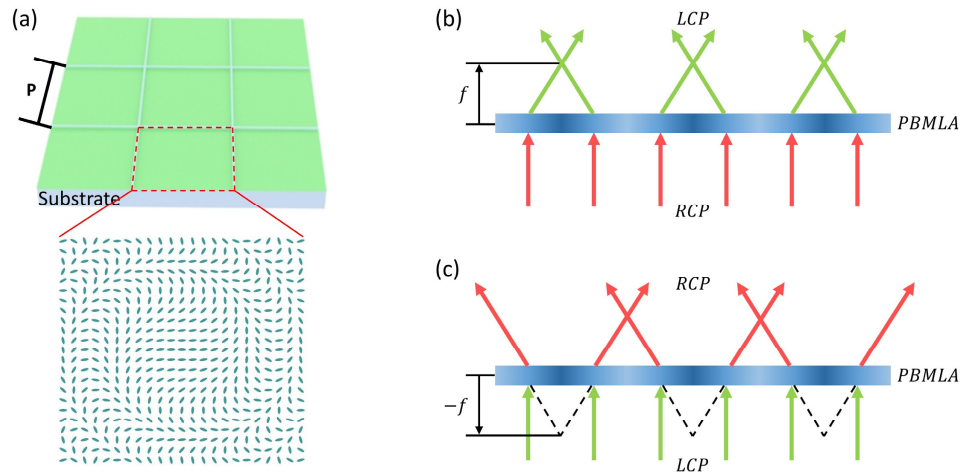 (a)
P
Substrate
(b)
LCP
f
PBMLA
RCP
(c)
RCP
PBMLA
−f
LCP